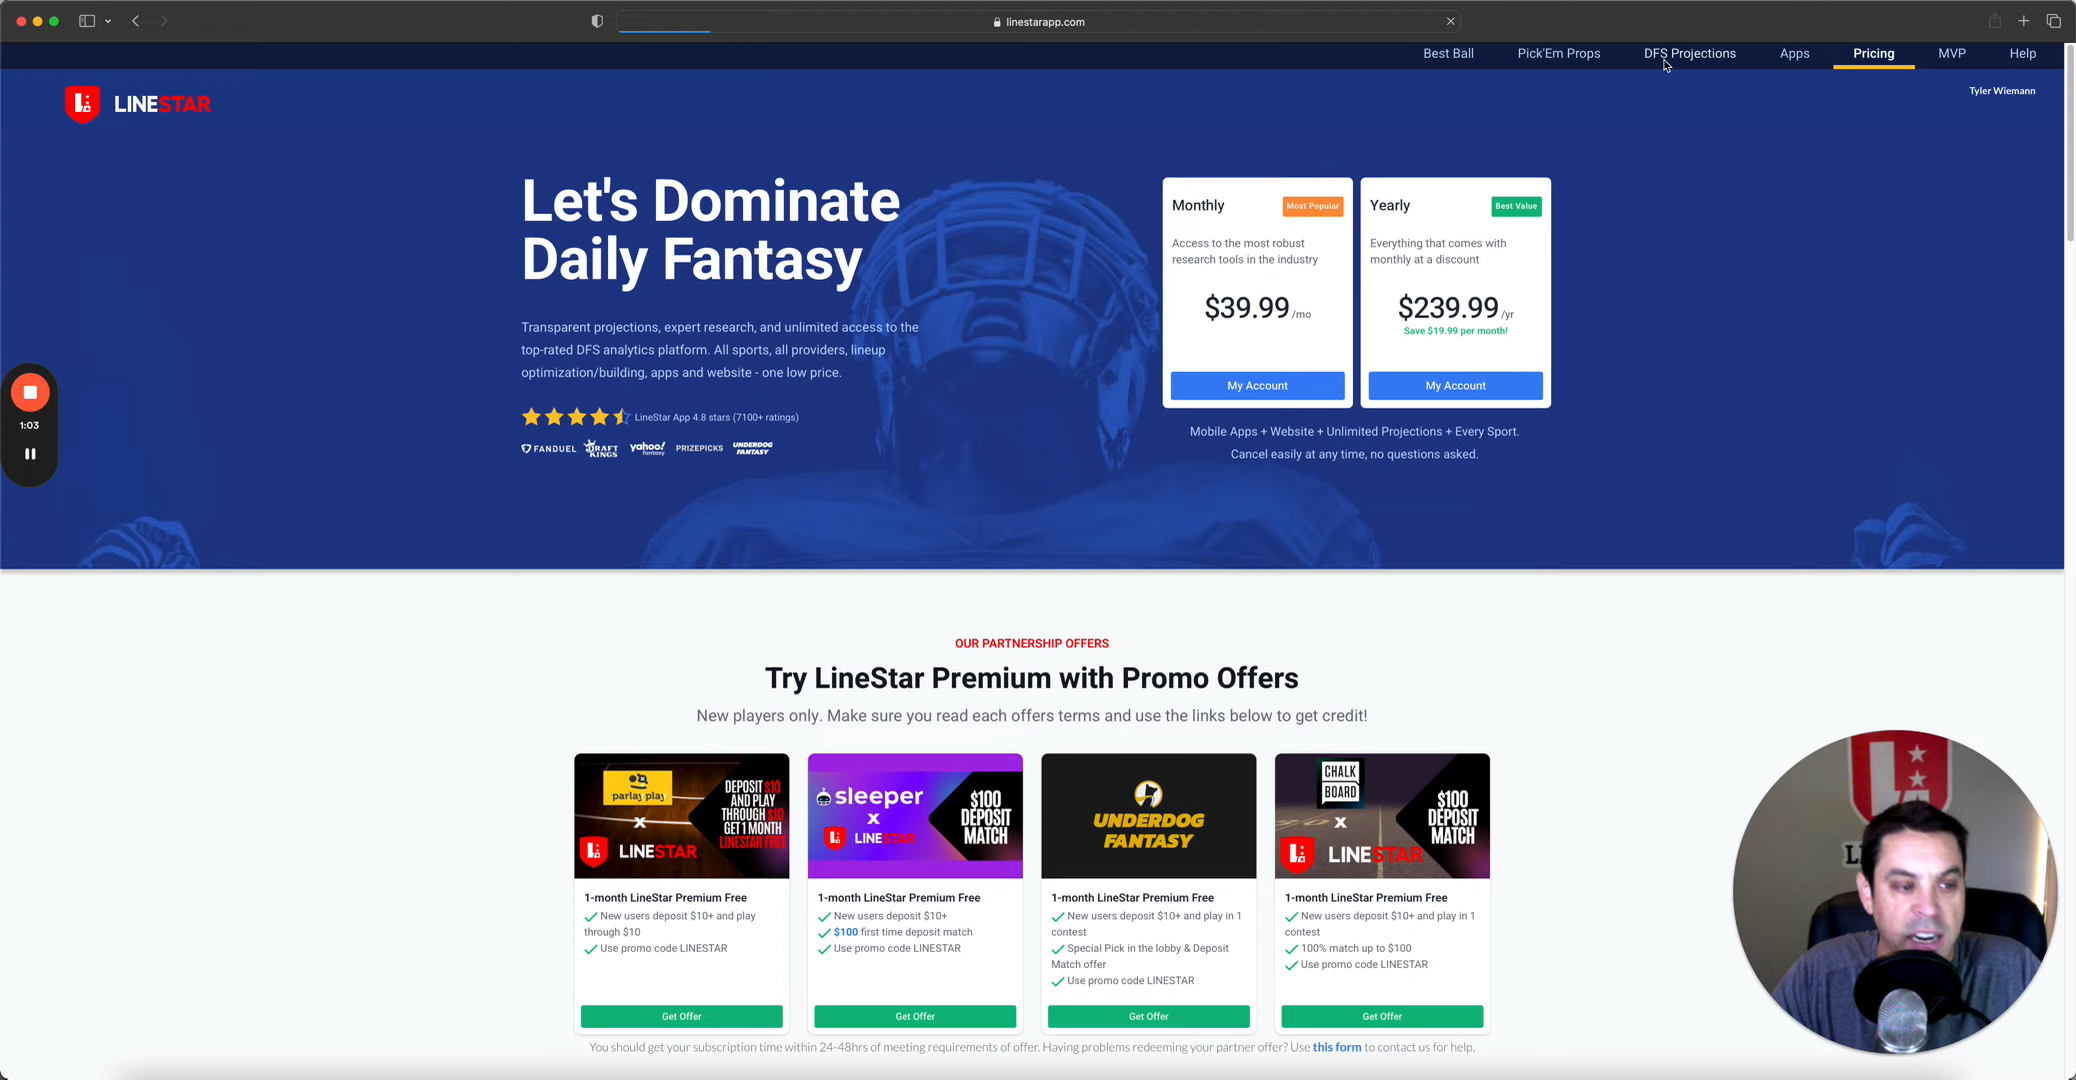 linestarapp.com
Best Ball
Pick'Em Props
DFS Projections
Apps
Pricing
MVP
Help
LINESTAR
Tyler Wiemann
Let's Dominate
Daily Fantasy
Transparent projections, expert research, and unlimited access to the
top-rated DFS analytics platform. All sports, all providers, lineup
optimization/building, apps and website - one low price.
LineStar App 4.8 stars (7100+ ratings)
FANDUEL
DRAFT
KINGS
yahoo!
fantasy
PRIZEPICKS
UNDERDOG
FANTASY
Monthly
Most Popular
Access to the most robust
research tools in the industry
$39.99 /mo
My Account
Yearly
Best Value
Everything that comes with
monthly at a discount
$239.99 /yr
Save $19.99 per month!
My Account
Mobile Apps + Website + Unlimited Projections + Every Sport.
Cancel easily at any time, no questions asked.
1:03
OUR PARTNERSHIP OFFERS
Try LineStar Premium with Promo Offers
New players only. Make sure you read each offers terms and use the links below to get credit!
parlay play
X
LINESTAR
DEPOSIT $10
AND PLAY
THROUGH $10
GET 1 MONTH
LINESTAR FREE
1-month LineStar Premium Free
New users deposit $10+ and play
through $10
Use promo code LINESTAR
Get Offer
sleeper
X
LINESTAR
$100
DEPOSIT
MATCH
1-month LineStar Premium Free
New users deposit $10+
$100 first time deposit match
Use promo code LINESTAR
Get Offer
UNDERDOG
FANTASY
1-month LineStar Premium Free
New users deposit $10+ and play in 1
contest
Special Pick in the lobby & Deposit
Match offer
Use promo code LINESTAR
Get Offer
CHALK
BOARD
X
LINESTAR
$100
DEPOSIT
MATCH
1-month LineStar Premium Free
New users deposit $10+ and play in 1
contest
100% match up to $100
Use promo code LINESTAR
Get Offer
You should get your subscription time within 24-48hrs of meeting requirements of offer. Having problems redeeming your partner offer? Use this form to contact us for help.